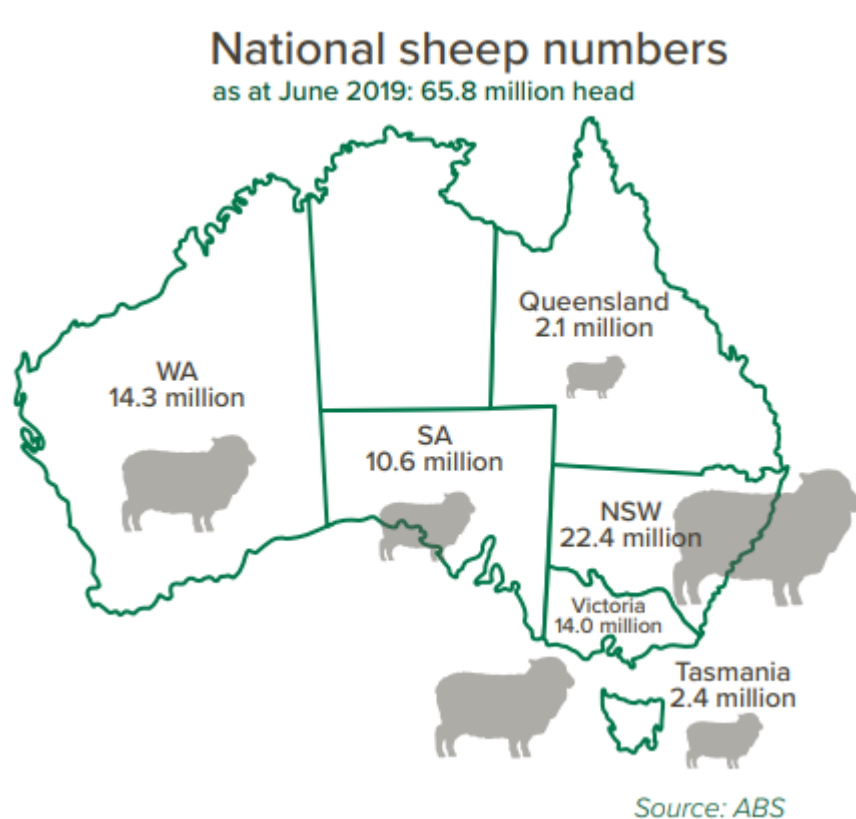 National sheep numbers
as at June 2019: 65.8 million head
Queensland
2.1 million
WA
14.3 million
SA
10.6 million
NSW
22.4 million
Victoria
14.0 million
Tasmania
2.4 million
Source: ABS